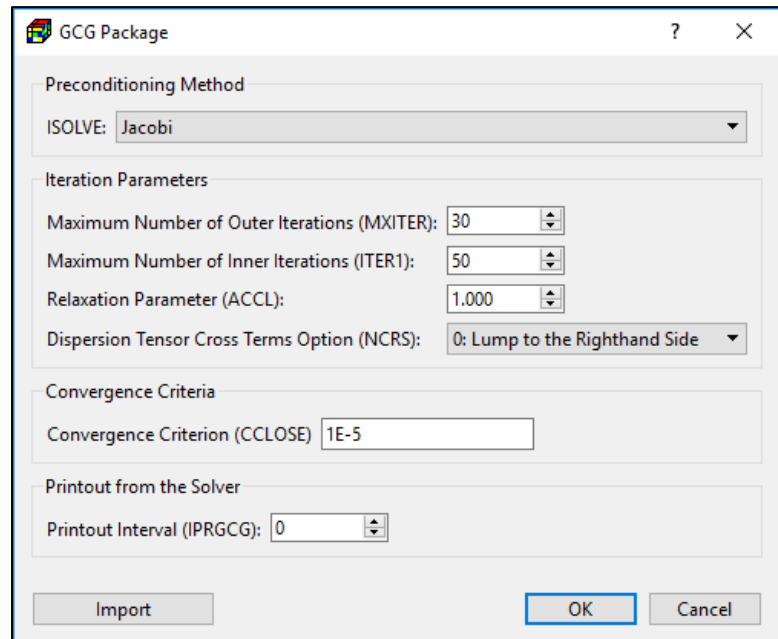 GCG Package
Preconditioning Method
ISOLVE: Jacobi
Iteration Parameters
Maximum Number of Outer Iterations (MXITER): 30
Maximum Number of Inner Iterations (ITER1): 50
Relaxation Parameter (ACCL): 1.000
Dispersion Tensor Cross Terms Option (NCRS): 0: Lump to the Righthand Side
Convergence Criteria
Convergence Criterion (CCLOSE) 1E-5
Printout from the Solver
Printout Interval (IPRGCG): 0
Import OK Cancel